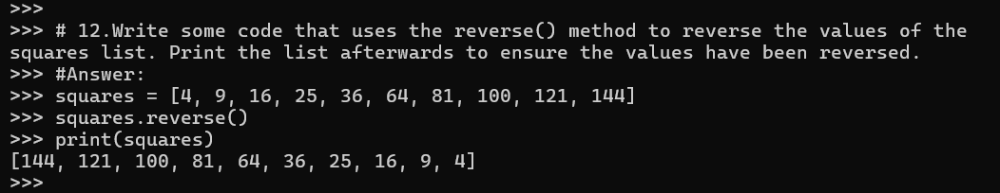 >>>
>>> # 12.Write some code that uses the reverse() method to reverse the values of the
squares list. Print the list afterwards to ensure the values have been reversed.
>>> #Answer:
>>> squares = [4, 9, 16, 25, 36, 64, 81, 100, 121, 144]
>>> squares.reverse()
>>> print(squares)
[144, 121, 100, 81, 64, 36, 25, 16, 9, 4]
>>>